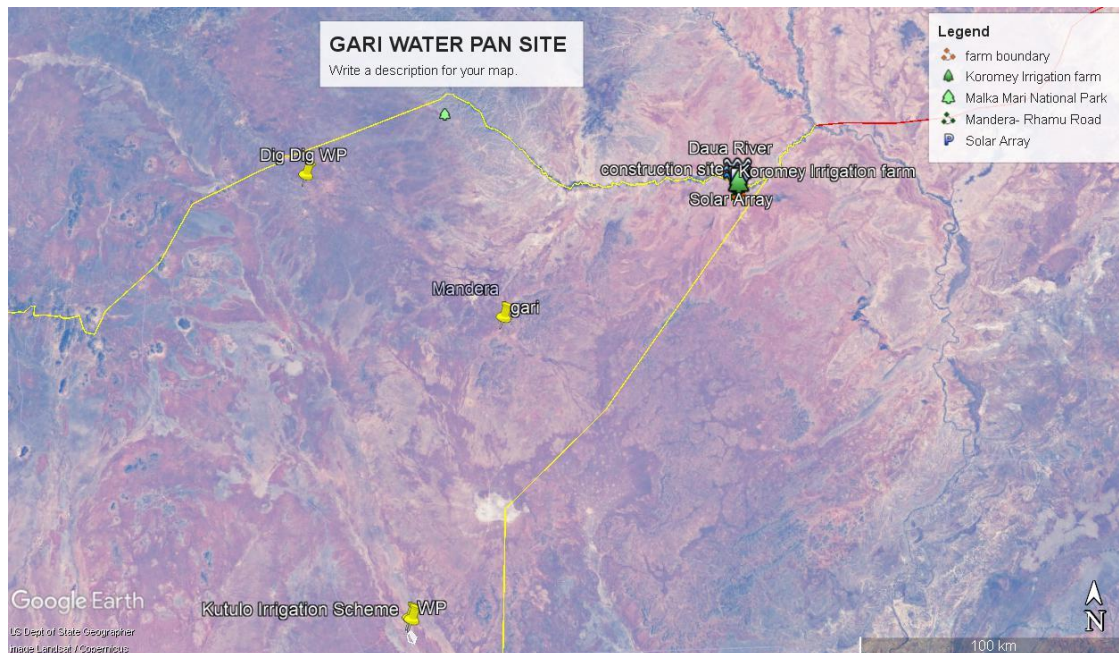 GARI WATER PAN SITE
Write a description for your map.
Legend
farm boundary
Koromey Irrigation farm
Malka Mari National Park
Mandera- Rhamu Road
P Solar Array
Dig Dig WP
Daua River
construction site
Koromey Irrigation farm
Solar Array
Mandera
gari
Kutulo Irrigation Scheme
WP
Google Earth
US Dept of State Geographer
Image Landsat / Copernicus
N
100 km